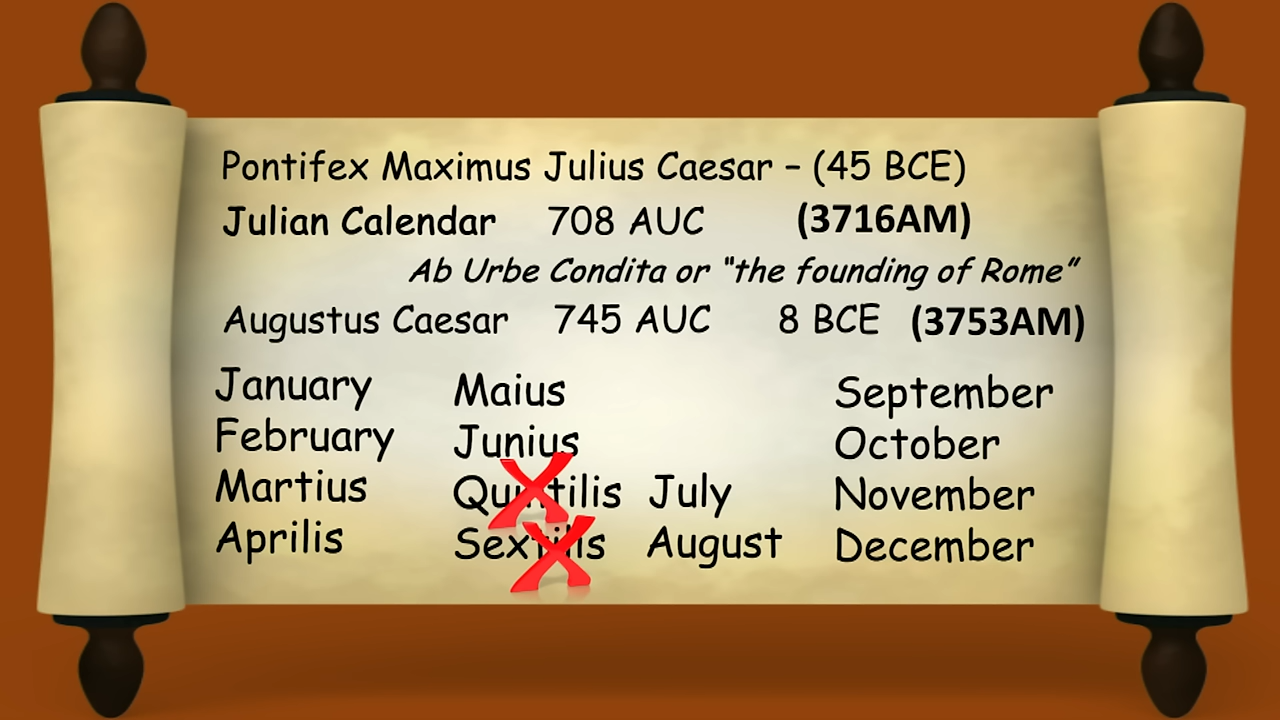 Pontifex Maximus Julius Caesar – (45 BCE)
Julian Calendar 708 AUC (3716AM)
Ab Urbe Condita or "the founding of Rome”
Augustus Caesar 745 AUC 8 BCE (3753AM)
January Maius September
February Junius October
Martius Quintilis July November
Aprilis Sextilis August December